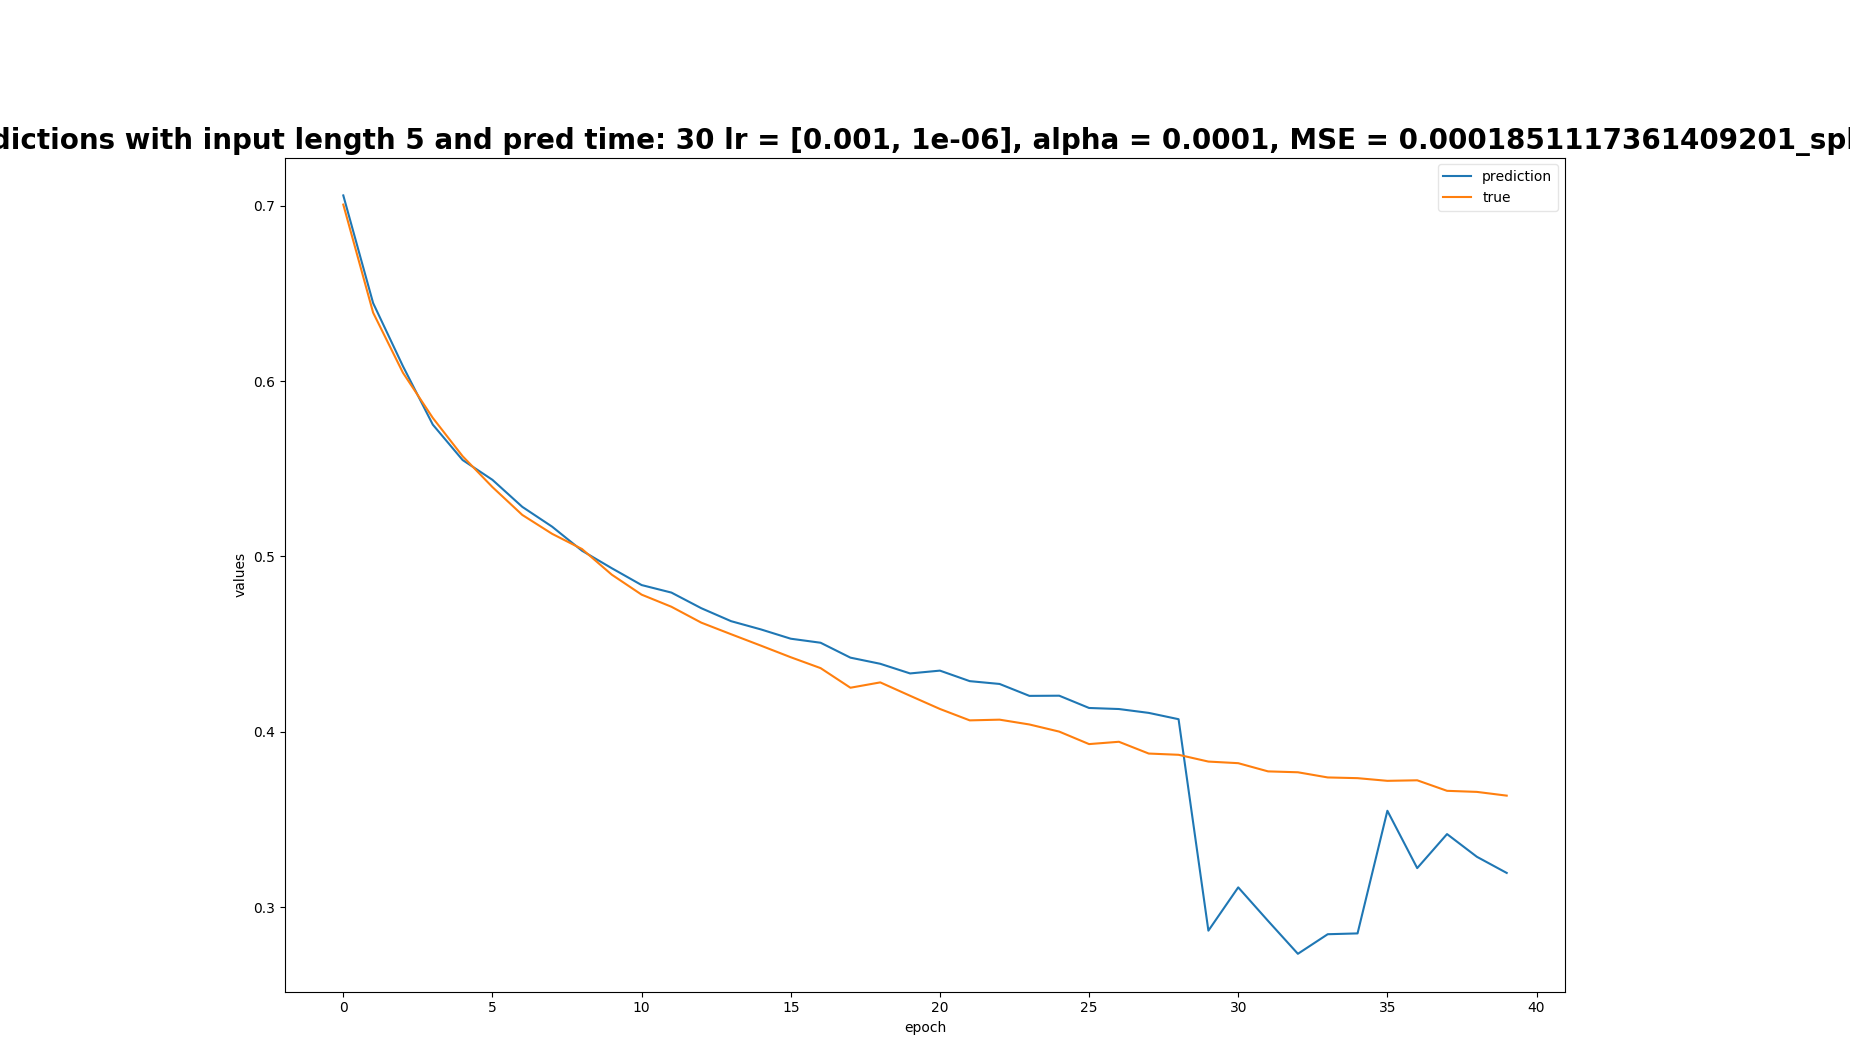 dictions with input length 5 and pred time: 30 lr = [0.001, 1e-06], alpha = 0.0001, MSE = 0.0001851117361409201_spl
prediction
true
0.7
0.6
0.5
0.4
0.3
values
0
5
10
15
20
25
30
35
40
epoch